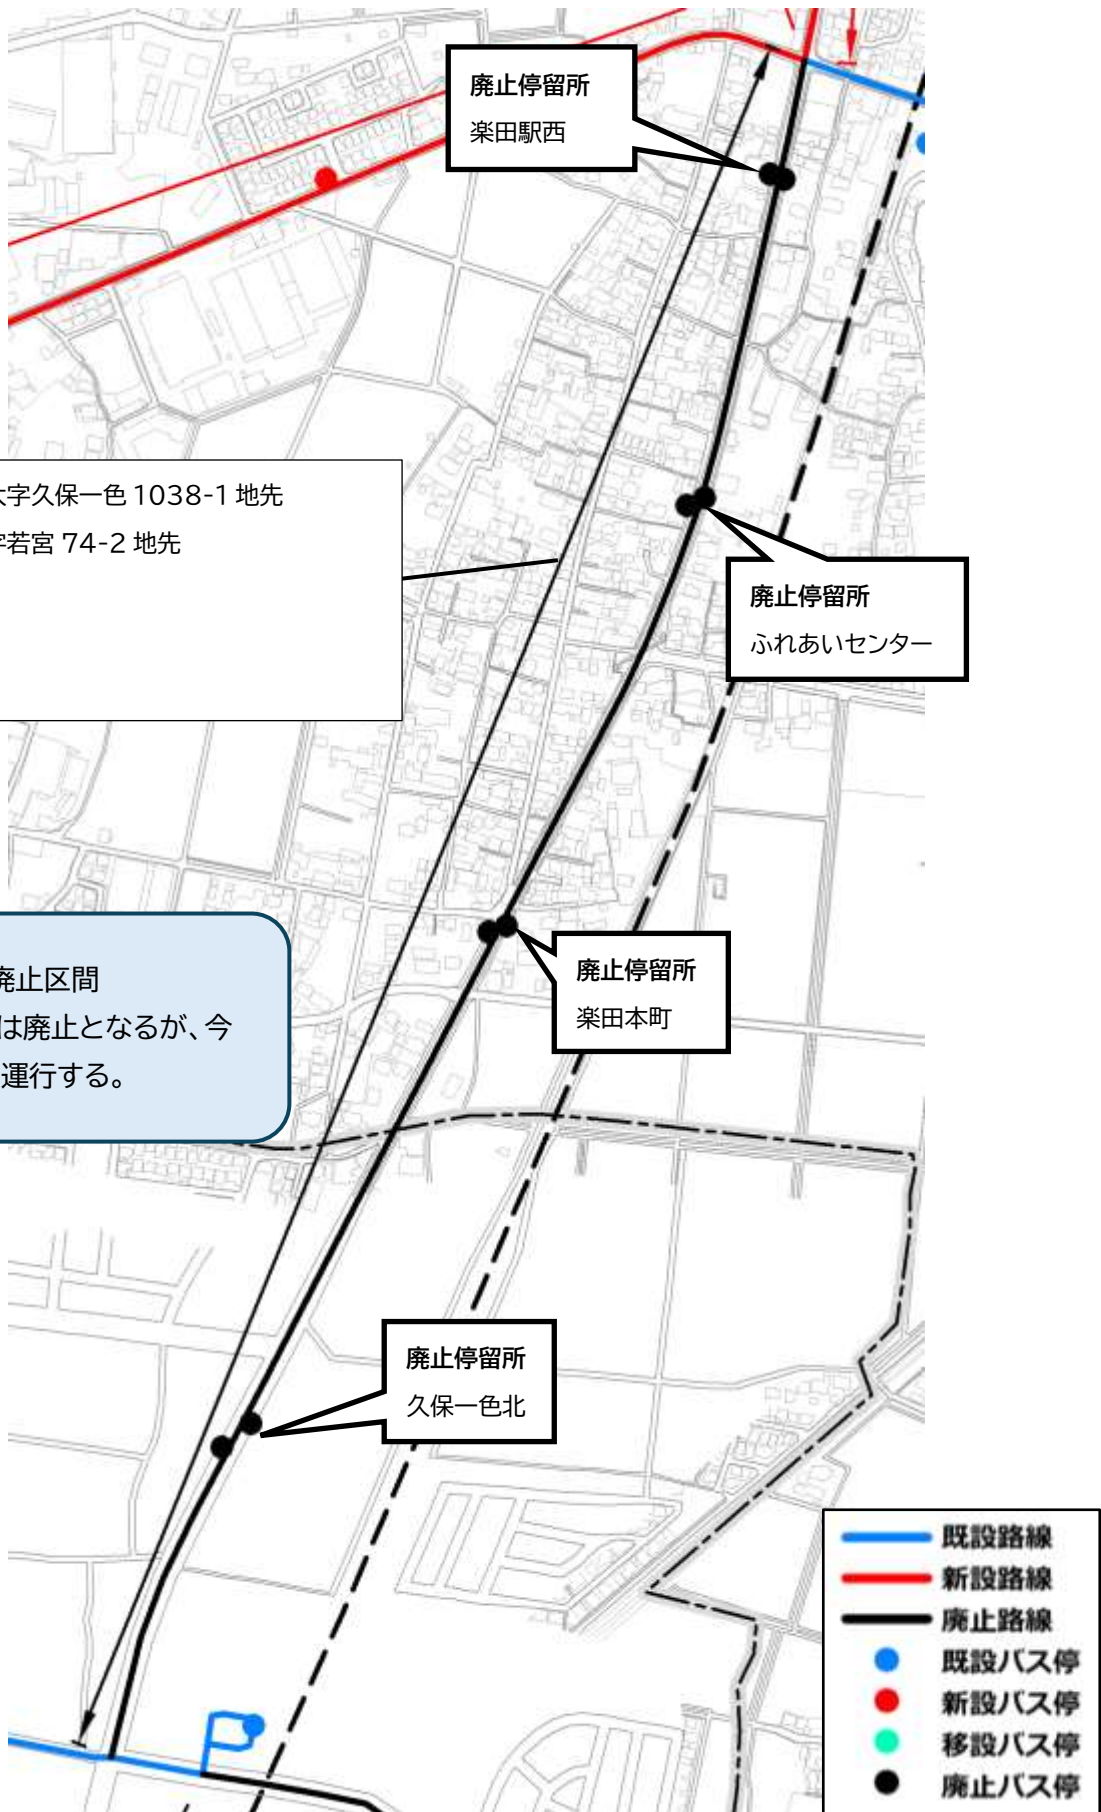 廃止停留所
楽田駅西
大字久保一色 1038-1 地先
字若宮 74-2 地先
廃止停留所
ふれあいセンター
廃止区間
は廃止となるが、今
運行する。
廃止停留所
楽田本町
廃止停留所
久保一色北
既設路線
新設路線
廃止路線
既設バス停
新設バス停
移設バス停
廃止バス停